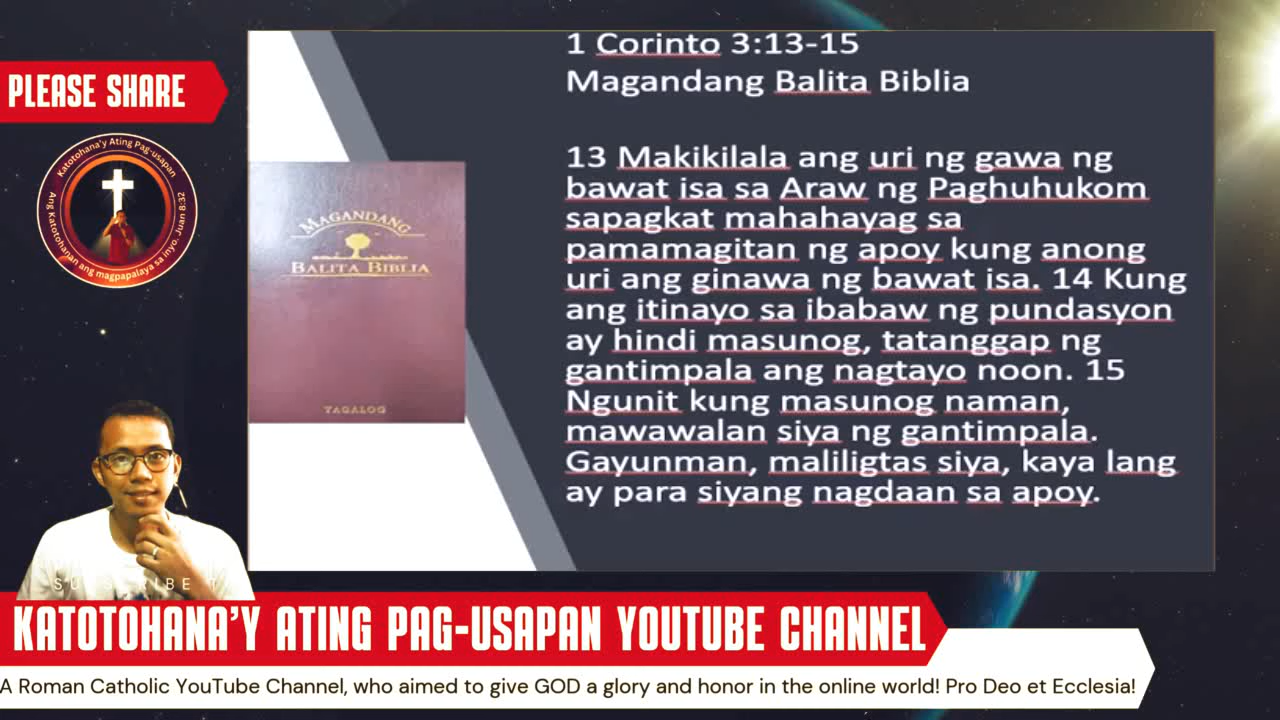 PLEASE SHARE
Katotohana'y Ating Pag-usapan
Ang Katotohanan ang magpapalaya sa inyo. Juan 8:32
1 Corinto 3:13-15
Magandang Balita Biblia
13 Makikilala ang uri ng gawa ng
bawat isa sa Araw ng Paghuhukom
sapagkat mahahayag sa
pamamagitan ng apoy kung anong
uri ang ginawa ng bawat isa. 14 Kung
ang itinayo sa ibabaw ng pundasyon
ay hindi masunog, tatanggap ng
gantimpala ang nagtayo noon. 15
Ngunit kung masunog naman,
mawawalan siya ng gantimpala.
Gayunman, maliligtas siya, kaya lang
ay para siyang nagdaan sa apoy.
MAGANDANG
BALITA BIBLIA
TAGALOG
KATOTOHANA'Y ATING PAG-USAPAN YOUTUBE CHANNEL
A Roman Catholic YouTube Channel, who aimed to give GOD a glory and honor in the online world! Pro Deo et Ecclesia!